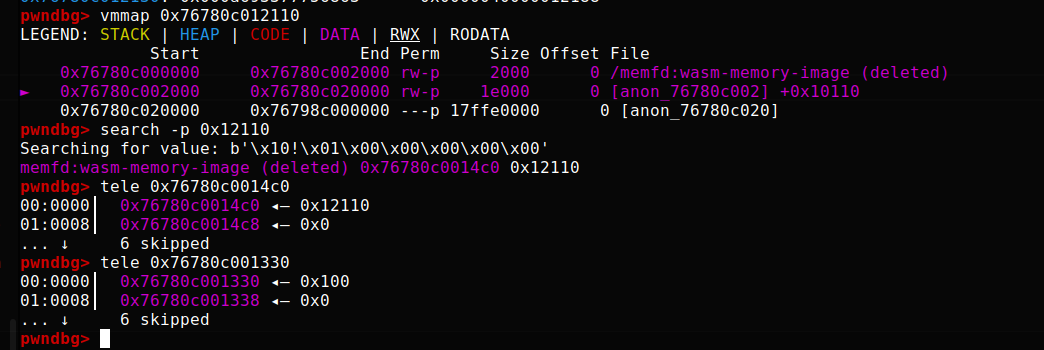 pwndbg> vmmap 0x76780c012110
LEGEND: STACK | HEAP | CODE | DATA | RWX | RODATA
Start End Perm Size Offset File
0x76780c000000 0x76780c002000 rw-p 2000 0 /memfd:wasm-memory-image (deleted)
► 0x76780c002000 0x76780c020000 rw-p 1e000 0 [anon_76780c002] +0x10110
0x76780c020000 0x76798c000000 ---p 17ffe0000 0 [anon_76780c020]
pwndbg> search -p 0x12110
Searching for value: b'\x10!\x01\x00\x00\x00\x00\x00'
memfd:wasm-memory-image (deleted) 0x76780c0014c0 0x12110
pwndbg> tele 0x76780c0014c0
00:0000│ 0x76780c0014c0 ◂— 0x12110
01:0008│ 0x76780c0014c8 ◂— 0x0
... ↓ 6 skipped
pwndbg> tele 0x76780c001330
00:0000│ 0x76780c001330 ◂— 0x100
01:0008│ 0x76780c001338 ◂— 0x0
... ↓ 6 skipped
pwndbg>